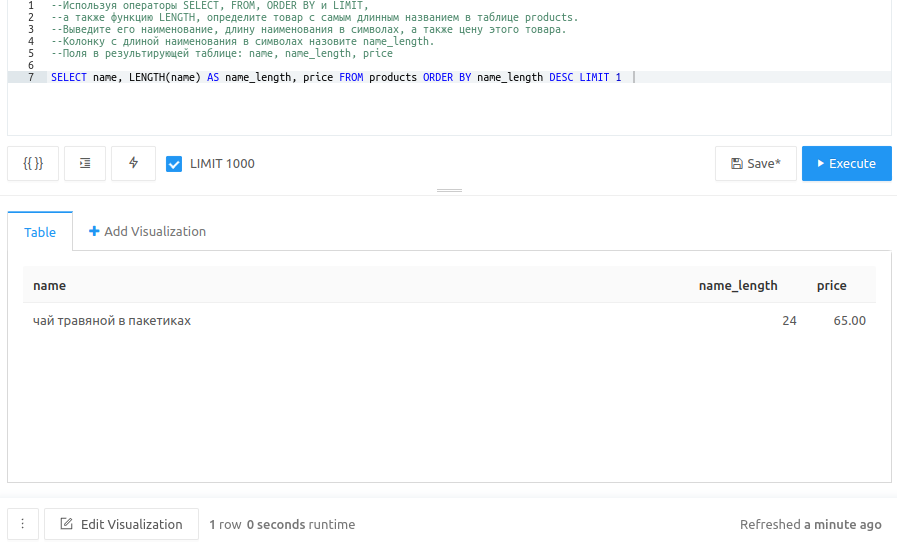 1 --Используя операторы SELECT, FROM, ORDER BY и LIMIT,
2 --а также функцию LENGTH, определите товар с самым длинным названием в таблице products.
3 --Выведите его наименование, длину наименования в символах, а также цену этого товара.
4 --Колонку с длиной наименования в символах назовите name_length.
5 --Поля в результирующей таблице: name, name_length, price
6
7 SELECT name, LENGTH(name) AS name_length, price FROM products ORDER BY name_length DESC LIMIT 1
{{ }} LIMIT 1000 Save* Execute
Table Add Visualization
name name_length price
чай травяной в пакетиках 24 65.00
Edit Visualization 1 row 0 seconds runtime Refreshed a minute ago